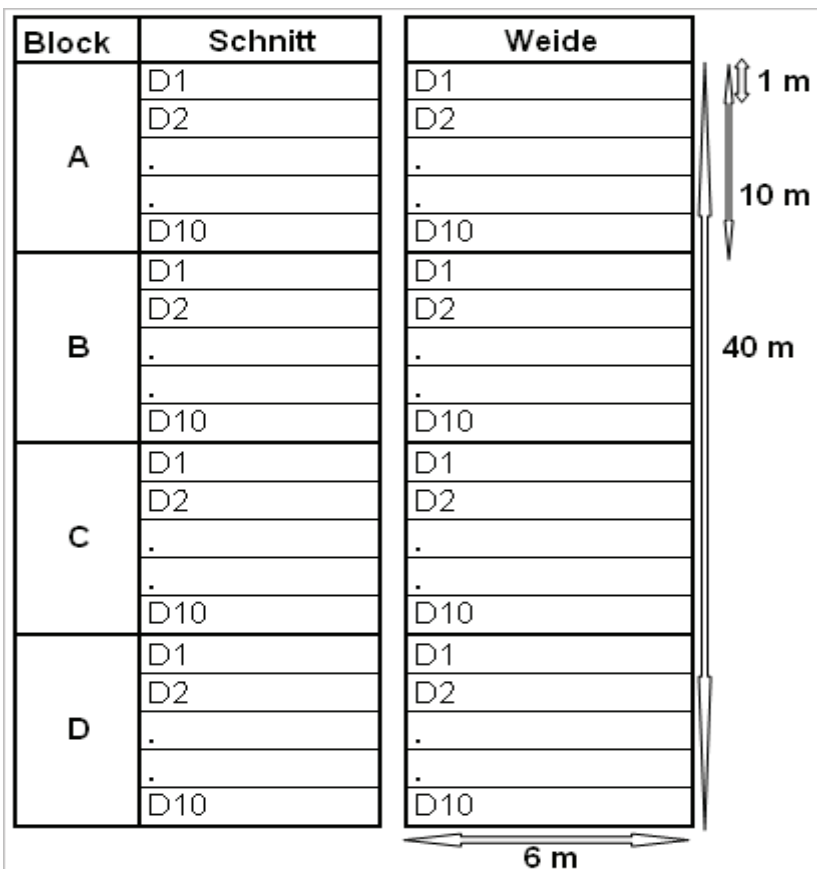 Block Schnitt Weide
A D1 D1 1 m
D2 D2
. .
. . 10 m
D10 D10
B D1 D1
D2 D2
. . 40 m
. .
D10 D10
C D1 D1
D2 D2
. .
. .
D10 D10
D D1 D1
D2 D2
. .
. .
D10 D10
6 m